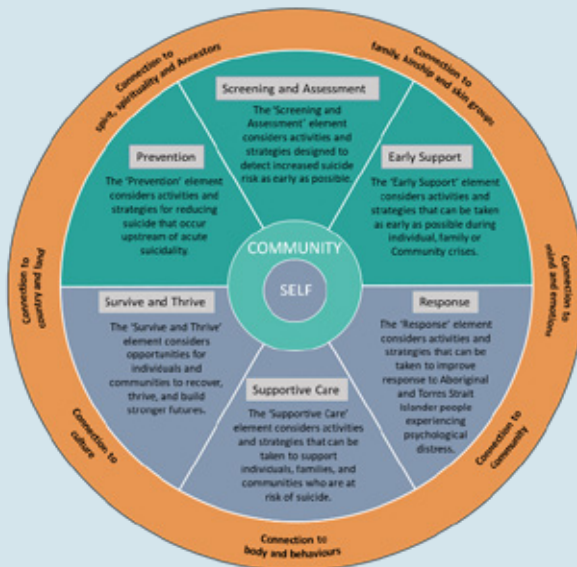 Connection to
spirit, spirituality and Ancestors
Connection to
family, kinship and skin groups
Screening and Assessment
The 'Screening and
Assessment' element
considers activities and
strategies designed to
detect increased suicide
risk as early as possible.
Prevention
The 'Prevention' element
considers activities and
strategies for reducing
suicide that occur
upstream of acute
suicidality.
Early Support
The 'Early Support' element
considers activities and
strategies that can be taken
as early as possible during
individual, family or
Community crises.
COMMUNITY
SELF
Connection to
country and land
Connection to
mind and emotions
Survive and Thrive
The 'Survive and Thrive'
element considers
opportunities for
individuals and
communities to recover,
thrive, and build
stronger futures.
Response
The 'Response' element
considers activities and
strategies that can be
taken to improve
response to Aboriginal
and Torres Strait
Islander people
experiencing
psychological
distress.
Supportive Care
The 'Supportive Care'
element considers activities
and strategies that can be
taken to support
individuals, families, and
communities who are at
risk of suicide.
Connection to
culture
Connection to
community
Connection to
body and behaviours